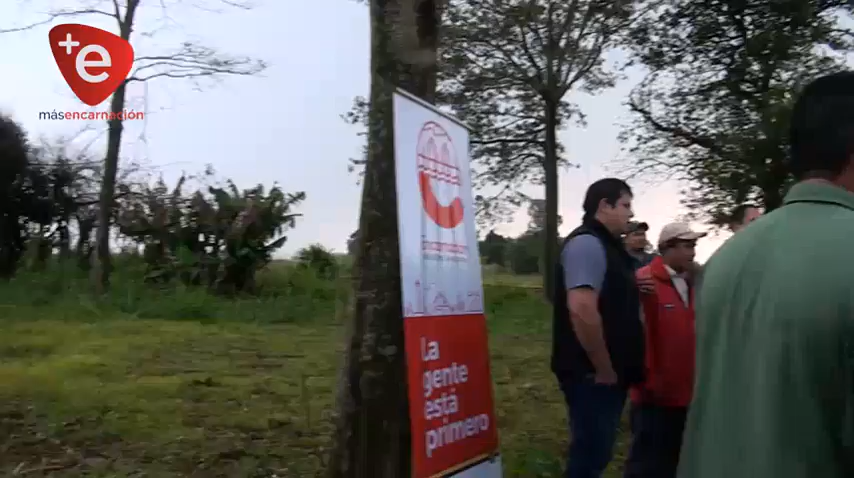 +e
másencarnación
la
gente
está
primero